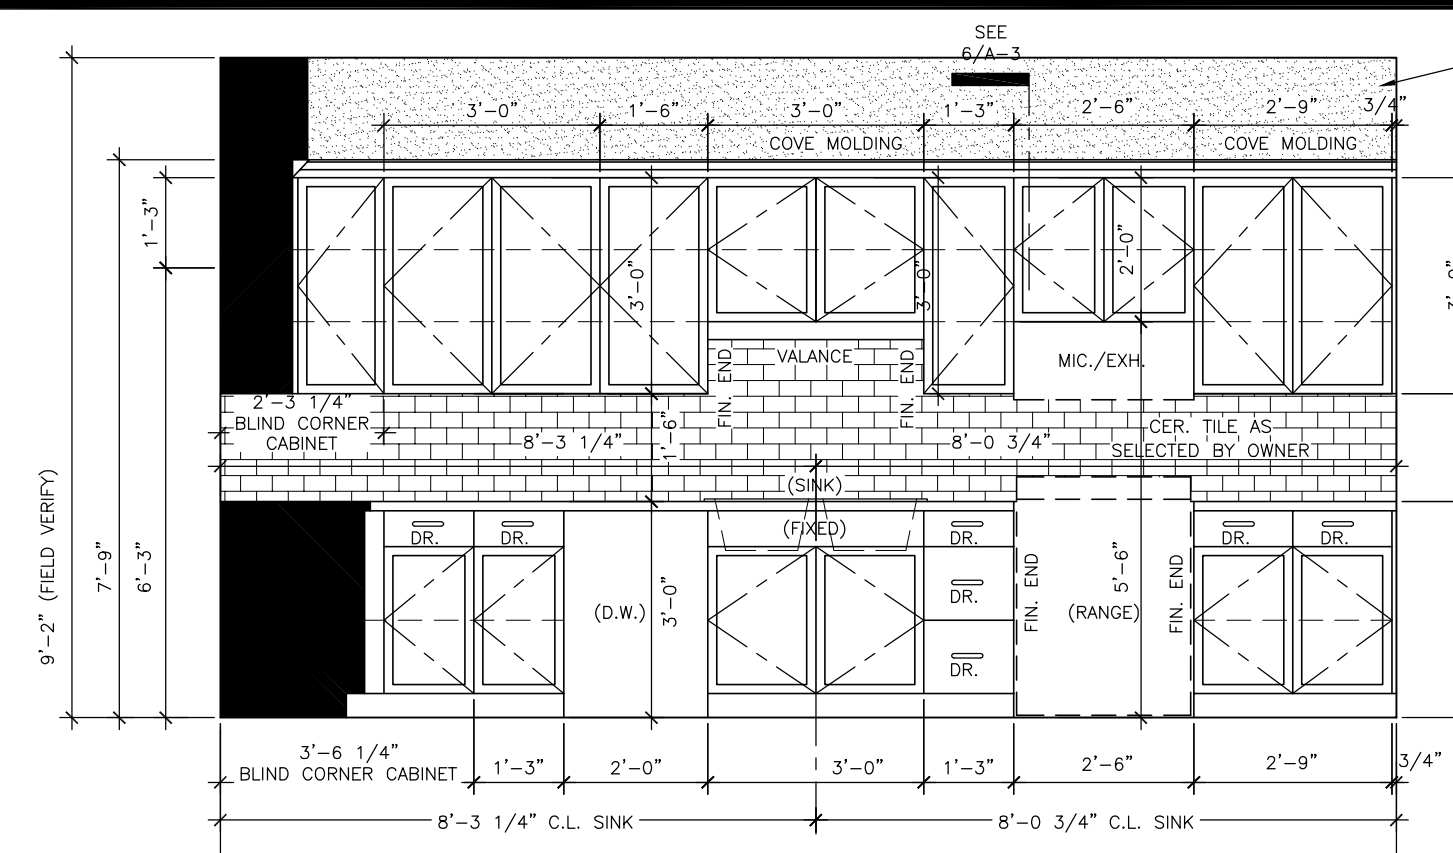 SEE
6/A-3
3'-0" 1'-6" 3'-0" 1'-3" 2'-6" 2'-9" 3/4"
COVE MOLDING COVE MOLDING
1'-3"
3'-0"
3'-0"
2'-0"
VALANCE
MIC./EXH.
FIN. END
FIN. END
2'-3 1/4"
BLIND CORNER
CABINET
8'-3 1/4"
1'-6"
8'-0 3/4"
CER. TILE AS
SELECTED BY OWNER
(SINK)
(FIXED)
9'-2" (FIELD VERIFY)
7'-9"
6'-3"
DR. DR. DR. DR. DR.
DR.
DR.
(D.W.)
3'-0"
FIN. END
5'-6"
(RANGE)
FIN. END
3'-6 1/4"
BLIND CORNER CABINET
1'-3" 2'-0" 3'-0" 1'-3" 2'-6" 2'-9" 3/4"
8'-3 1/4" C.L. SINK 8'-0 3/4" C.L. SINK